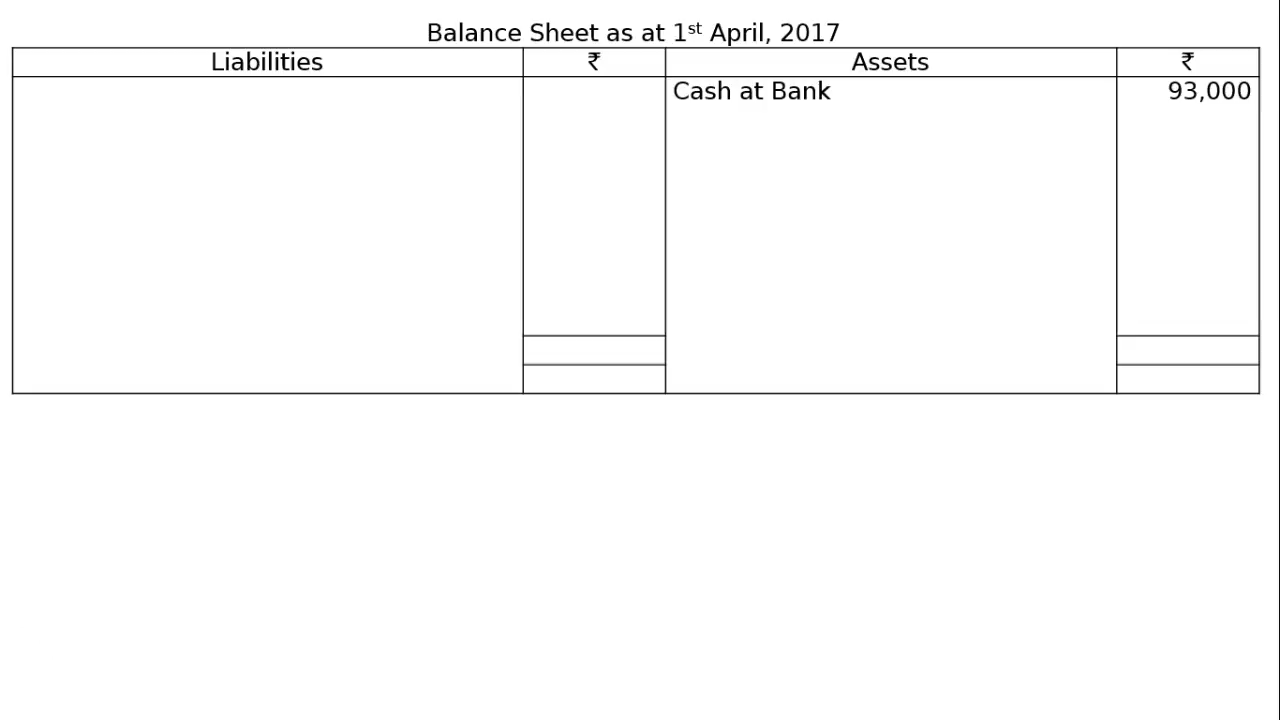 Balance Sheet as at 1st April, 2017
Liabilities ₹ Assets ₹
Cash at Bank 93,000